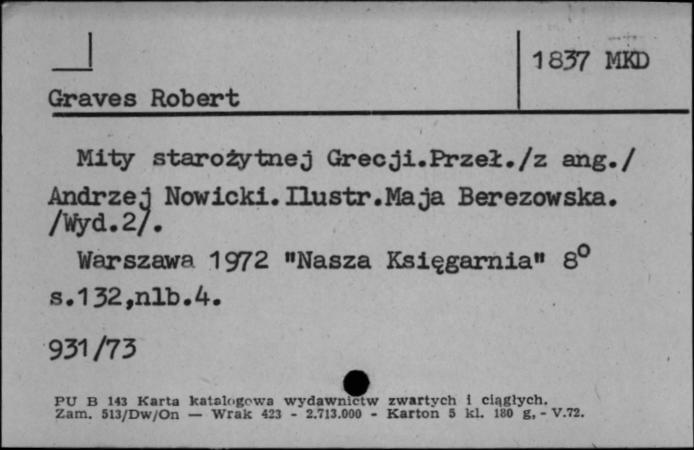 1837 MKD
Graves Robert
Mity starożytnej Grecji.Przeł./z ang./
Andrzej Nowicki.Ilustr.Maja Berezowska.
/Wyd.2/.
Warszawa 1972 "Nasza Księgarnia" 8°
s.132,nlb.4.
931/73
PU B 143 Karta katalogowa wydawnictw zwartych i ciągłych.
Zam. 513/Dw/On — Wrak 423 - 2.713.000 - Karton 5 kl. 180 g, - V.72.